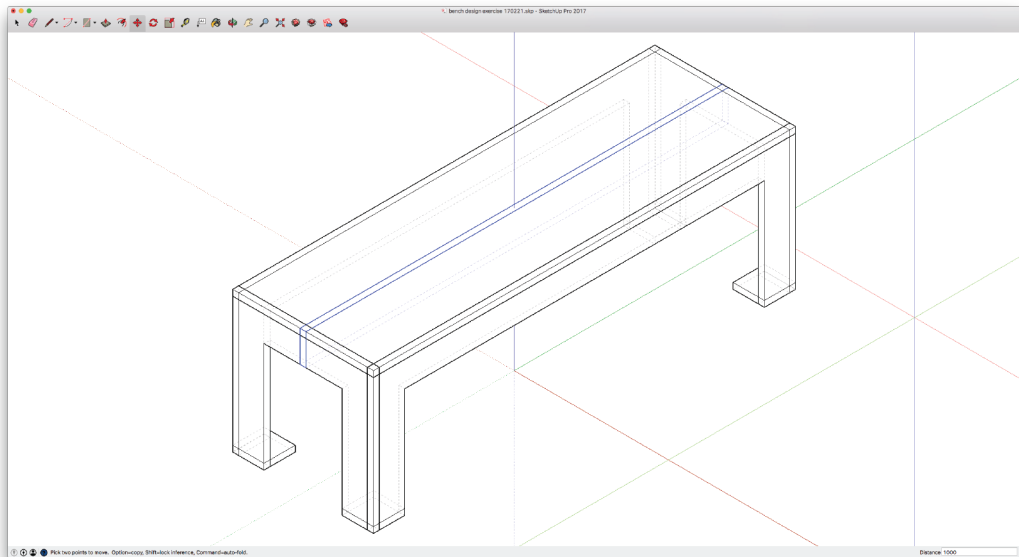 bench design exercise 170221.skp - SketchUp Pro 2017
Pick two points to move. Option=copy, Shift=lock inference, Command=auto-fold.
Distance 1000